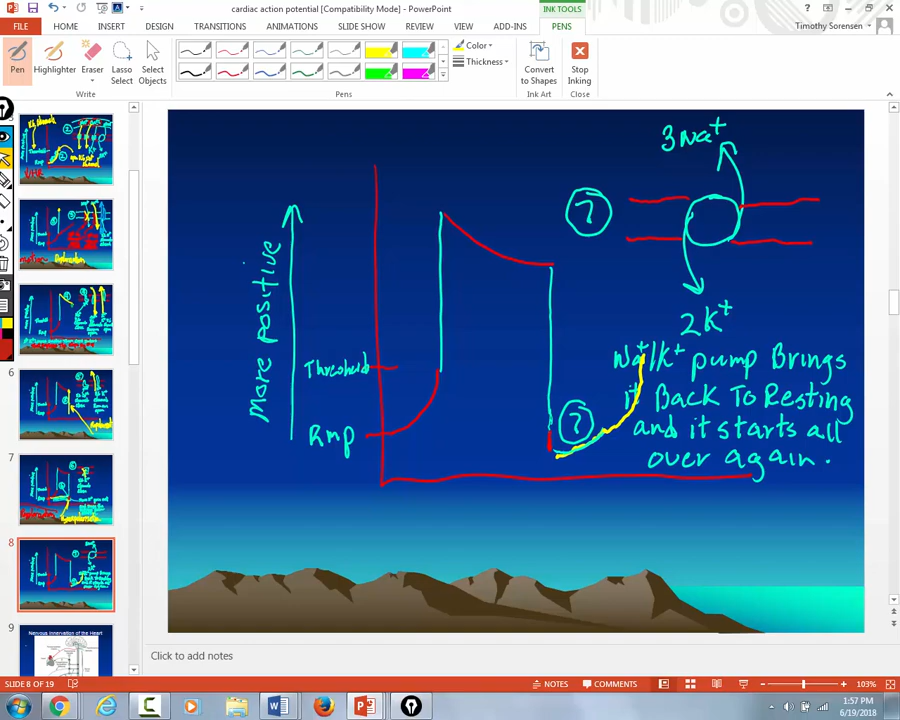 cardiac action potential [Compatibility Mode] - PowerPoint
INK TOOLS
FILE HOME INSERT DESIGN TRANSITIONS ANIMATIONS SLIDE SHOW REVIEW VIEW ADD-INS PENS
Timothy Sorensen
Pen Highlighter Eraser Lasso Select Select Objects
Color
Thickness
Convert to Shapes
Stop Inking
Write
Pens
Ink Art
Close
3Na+
7
More positive
2K+
Threshold
Na+/K+ pump Brings
it Back To Resting
and it starts all
over again.
Rmp
7
6
7
8
9
Nervous Innervation of the Heart
Click to add notes
SLIDE 8 OF 19
NOTES COMMENTS
103%
1:57 PM
6/19/2018